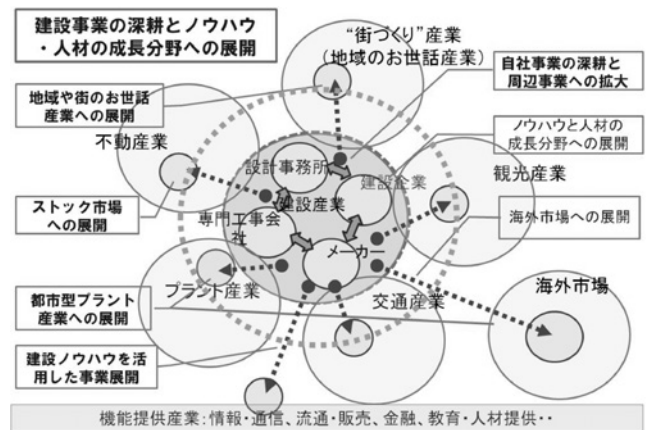 建設事業の深耕とノウハウ
・人材の成長分野への展開
"街づくり"産業
(地域のお世話産業)
自社事業の深耕と
周辺事業への拡大
地域や街のお世話
産業への展開
ノウハウと人材の
成長分野への展開
不動産業
設計事務所
建設企業
観光産業
建設産業
ストック市場
への展開
専門工事会
社
海外市場への展開
メーカー
プラント産業
交通産業
海外市場
都市型プラント
産業への展開
建設ノウハウを活
用した事業展開
機能提供産業:情報・通信、流通・販売、金融、教育・人材提供・・